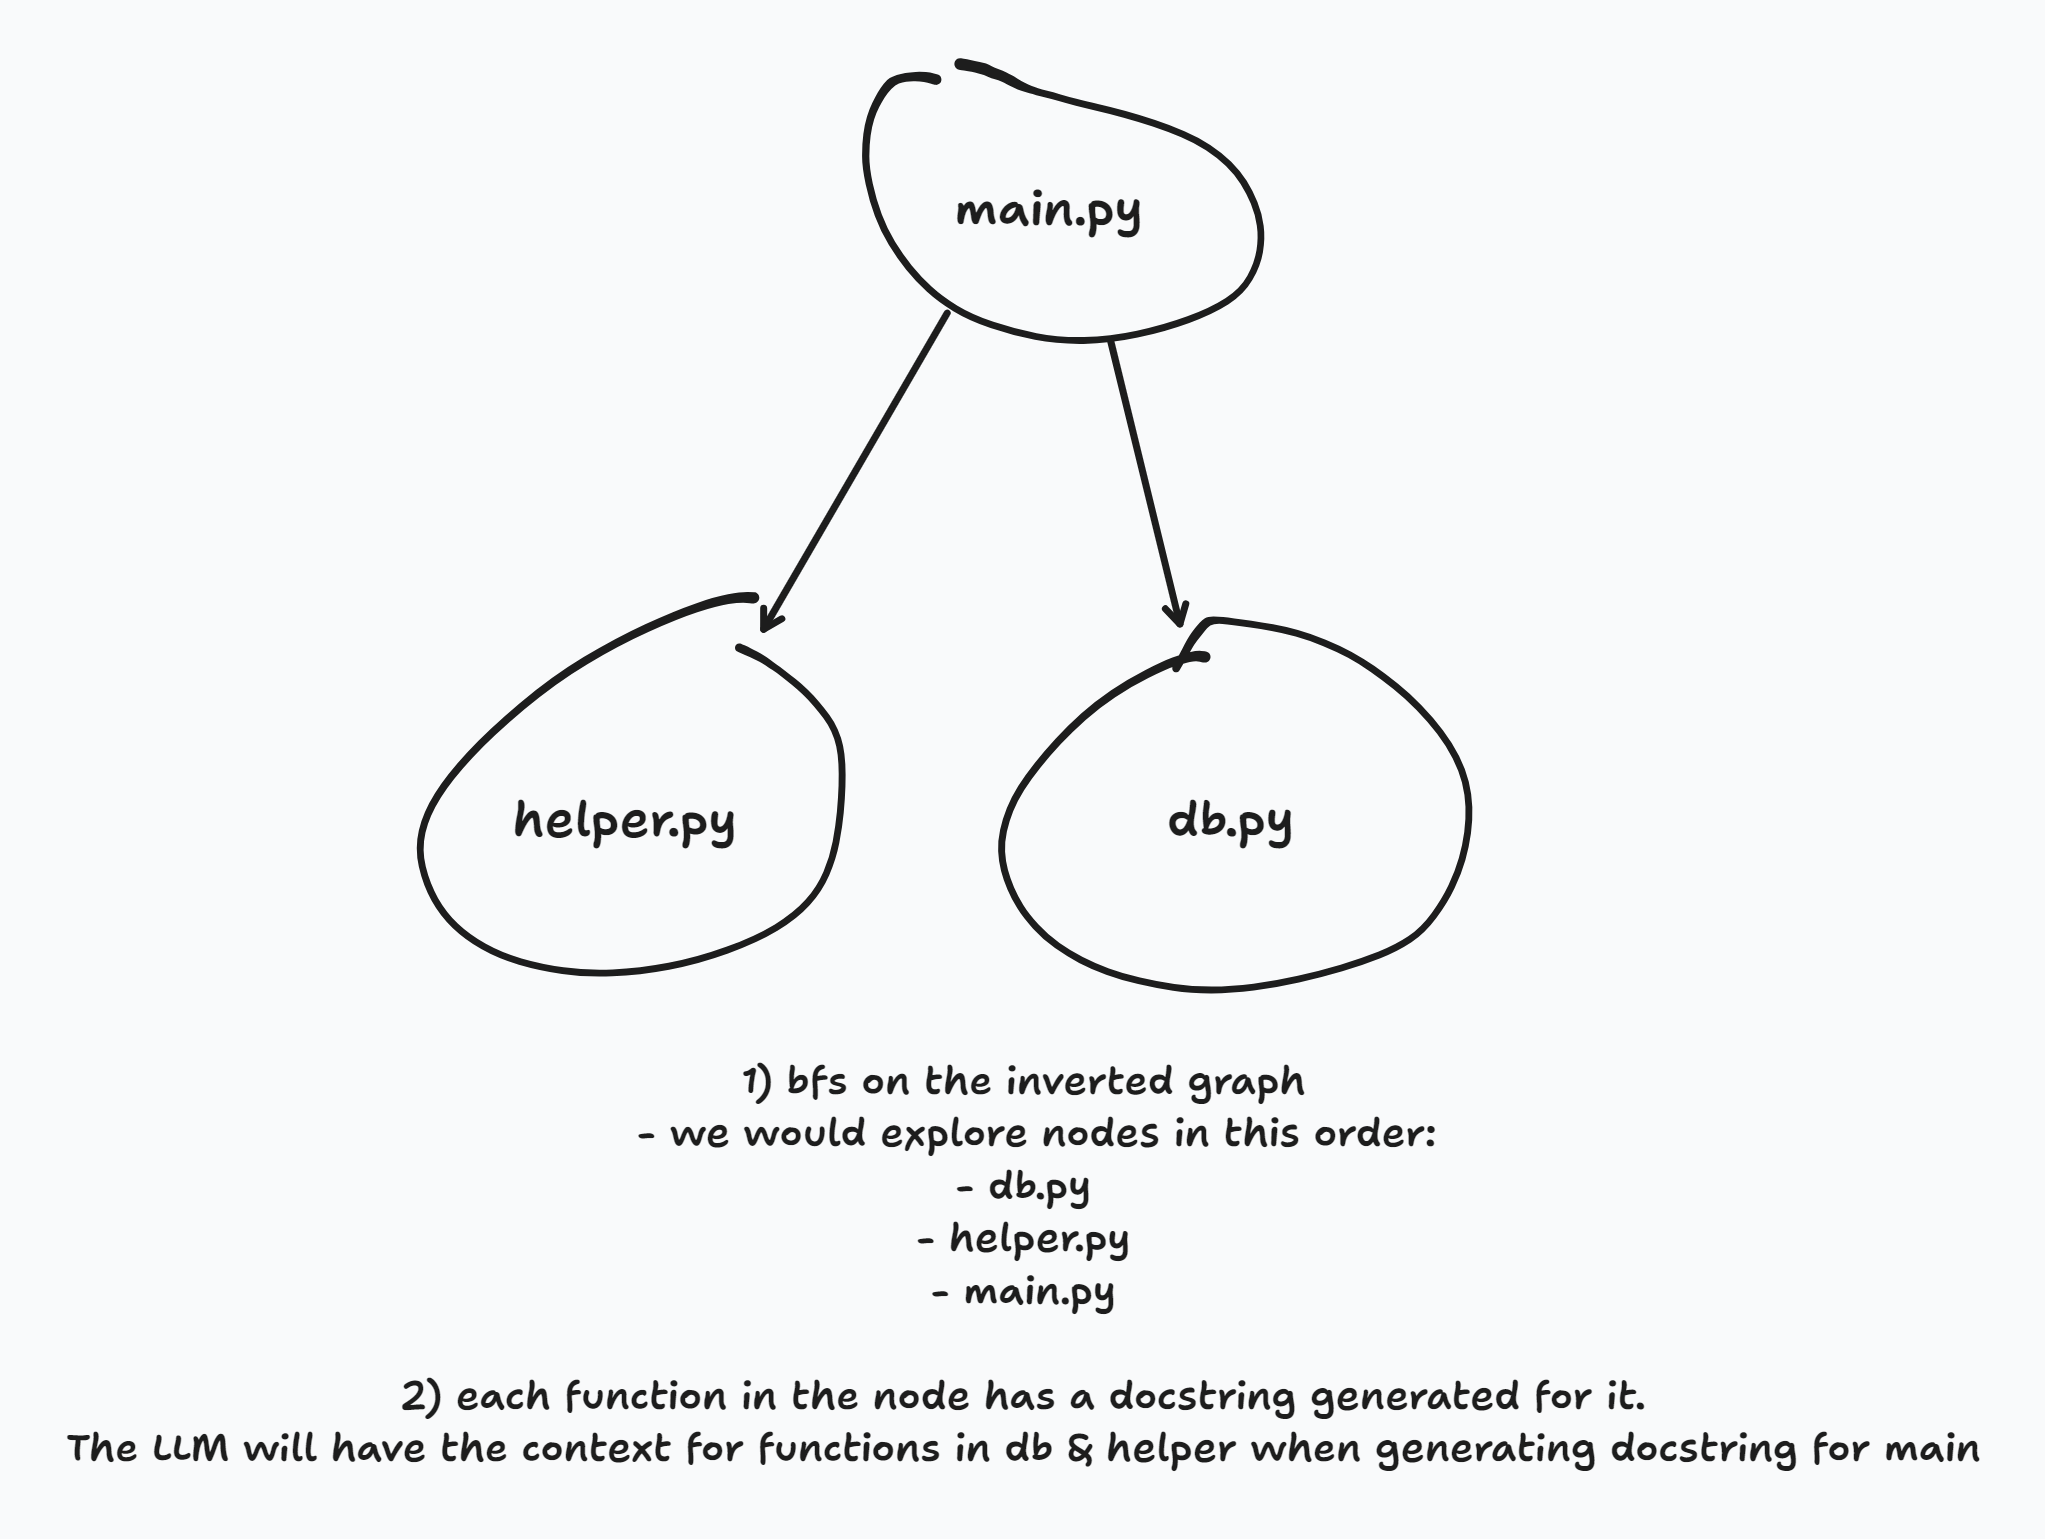 main.py
helper.py
db.py
1) bfs on the inverted graph
- we would explore nodes in this order:
- db.py
- helper.py
- main.py
2) each function in the node has a docstring generated for it.
The LLM will have the context for functions in db & helper when generating docstring for main